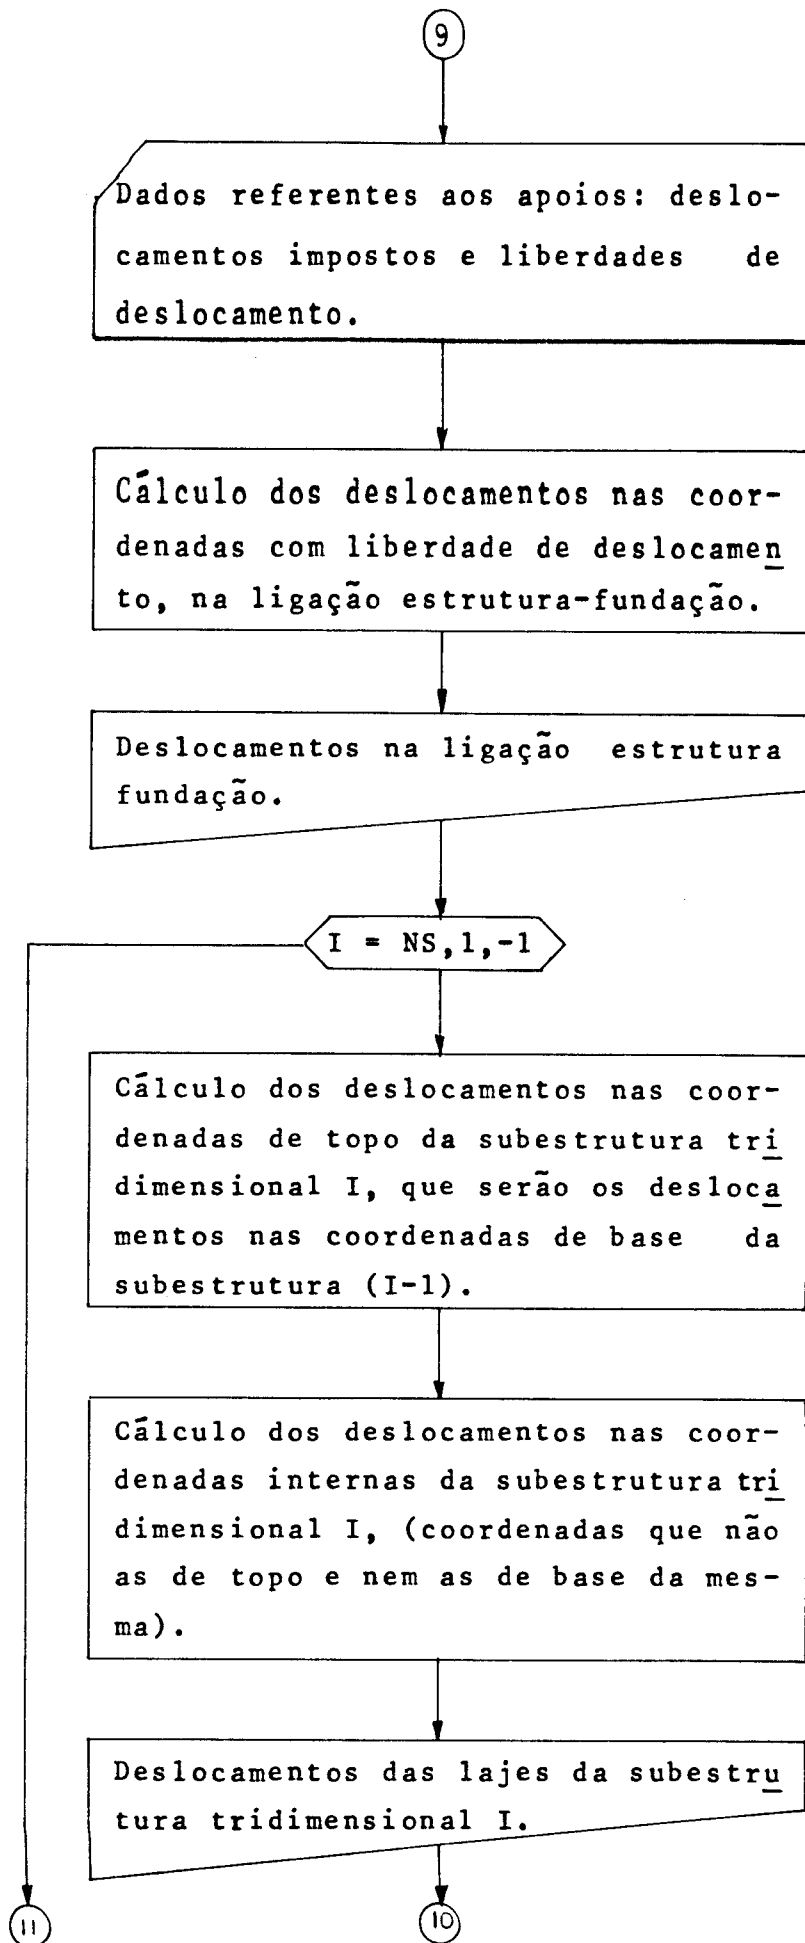 9
Dados referentes aos apoios: deslo-
camentos impostos e liberdades de
deslocamento.
Cálculo dos deslocamentos nas coor-
denadas com liberdade de deslocamen
to, na ligação estrutura-fundação.
Deslocamentos na ligação estrutura
fundação.
I = NS,1,-1
Cálculo dos deslocamentos nas coor-
denadas de topo da subestrutura tri
dimensional I, que serão os desloca
mentos nas coordenadas de base da
subestrutura (I-1).
Cálculo dos deslocamentos nas coor-
denadas internas da subestrutura tri
dimensional I, (coordenadas que não
as de topo e nem as de base da mes-
ma).
Deslocamentos das lajes da subestru
tura tridimensional I.
11
10